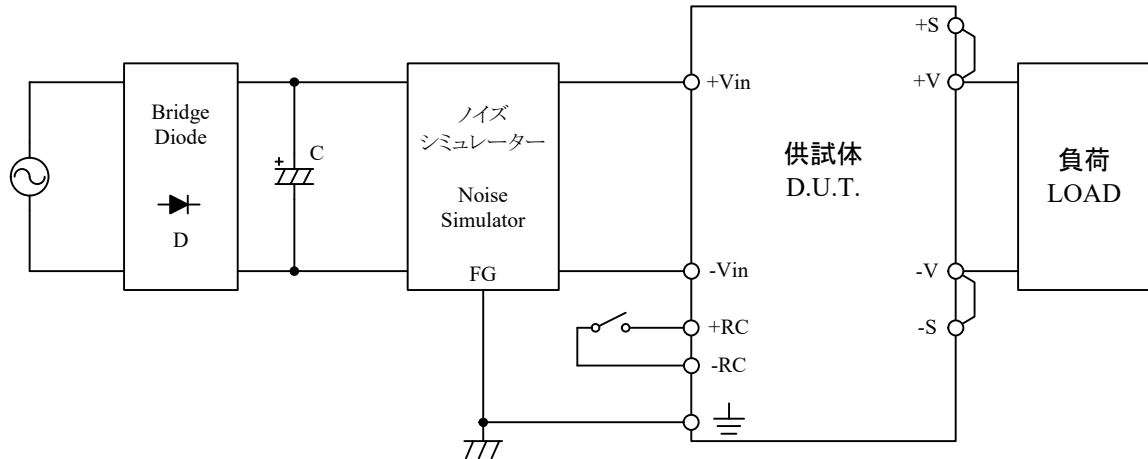 Bridge
Diode
D
+
C
ノイズ
シミュレーター
Noise
Simulator
FG
+Vin
-Vin
+RC
-RC
供試体
D.U.T.
+S
+V
-V
-S
負荷
LOAD